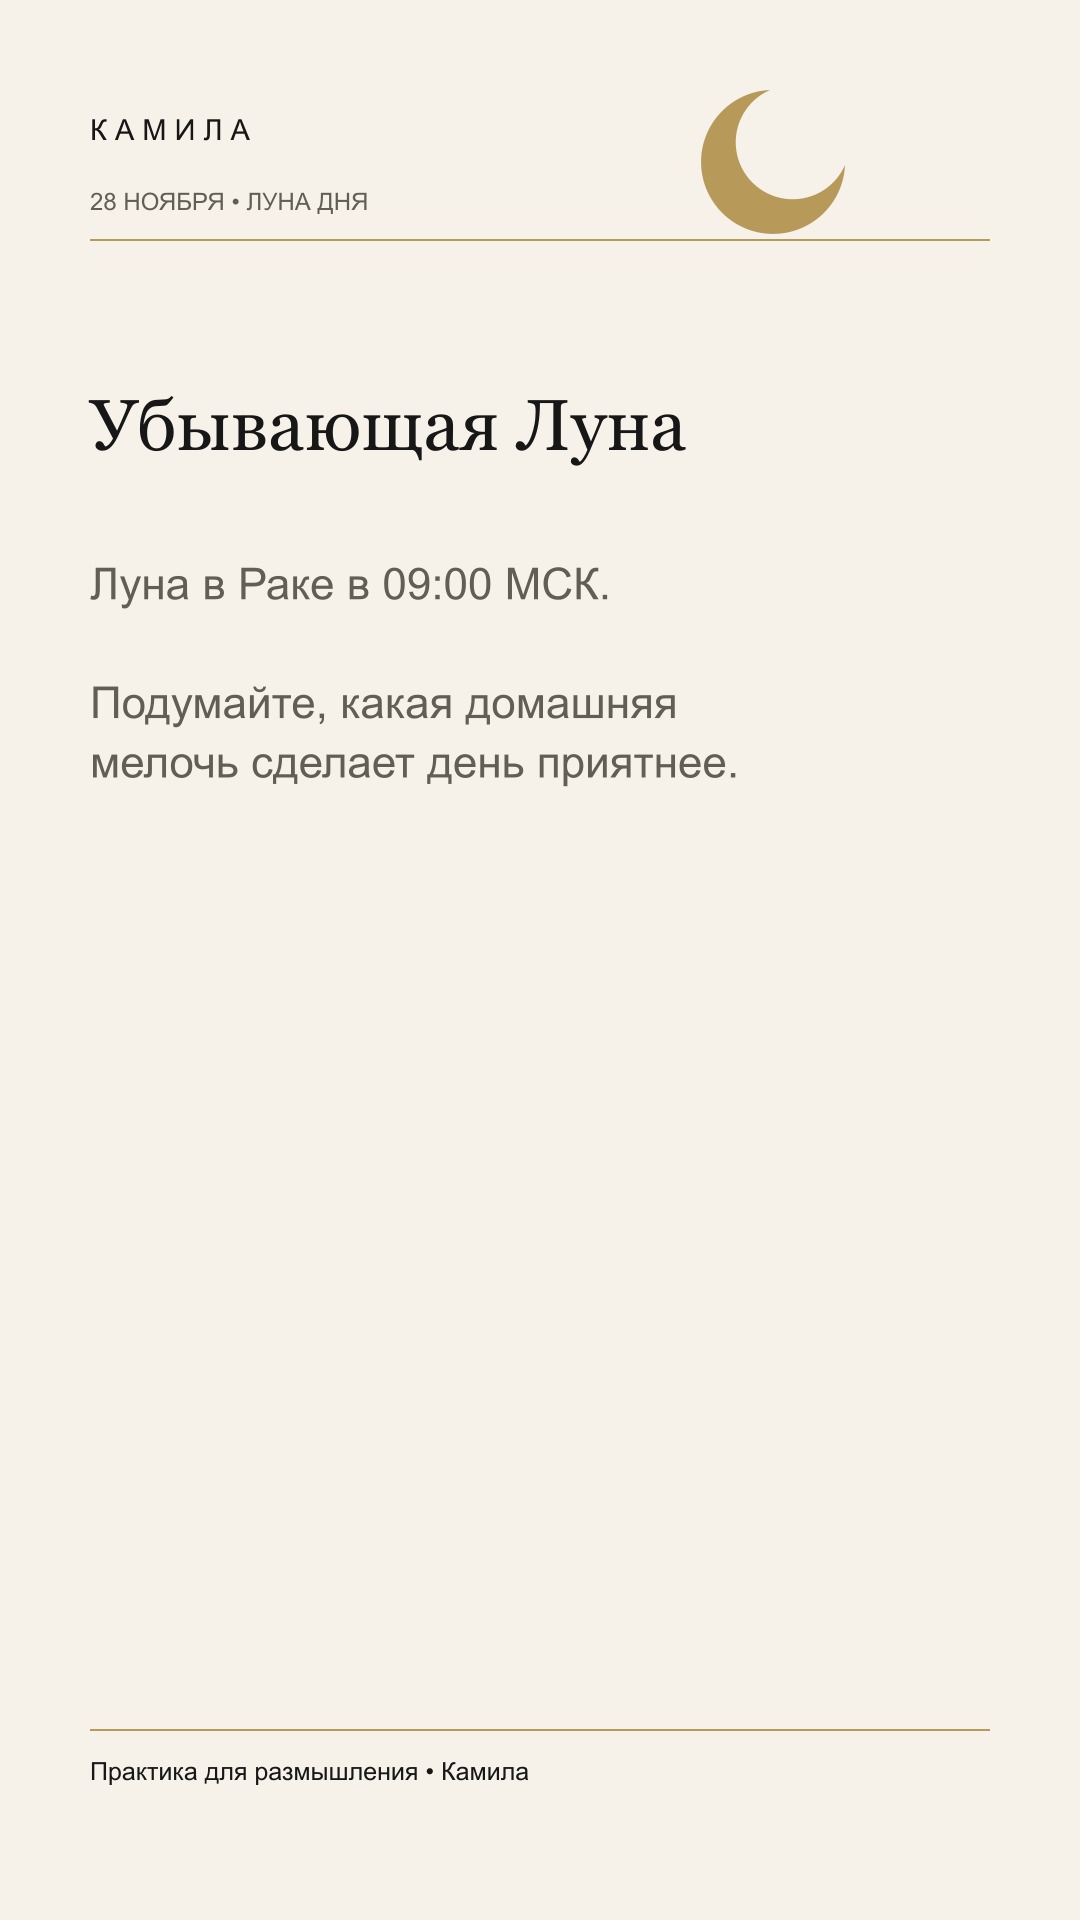 КАМИЛА
28 НОЯБРЯ • ЛУНА ДНЯ
Убывающая Луна
Луна в Раке в 09:00 МСК.
Подумайте, какая домашняя
мелочь сделает день приятнее.
Практика для размышления • Камила